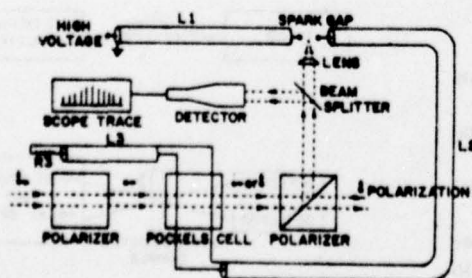 HIGH VOLTAGE
L1
SPARK GAP
LENS
BEAM SPLITTER
SCOPE TRACE
DETECTOR
L2
L3
R3
POLARIZATION
POLARIZER
POCKELS CELL
POLARIZER